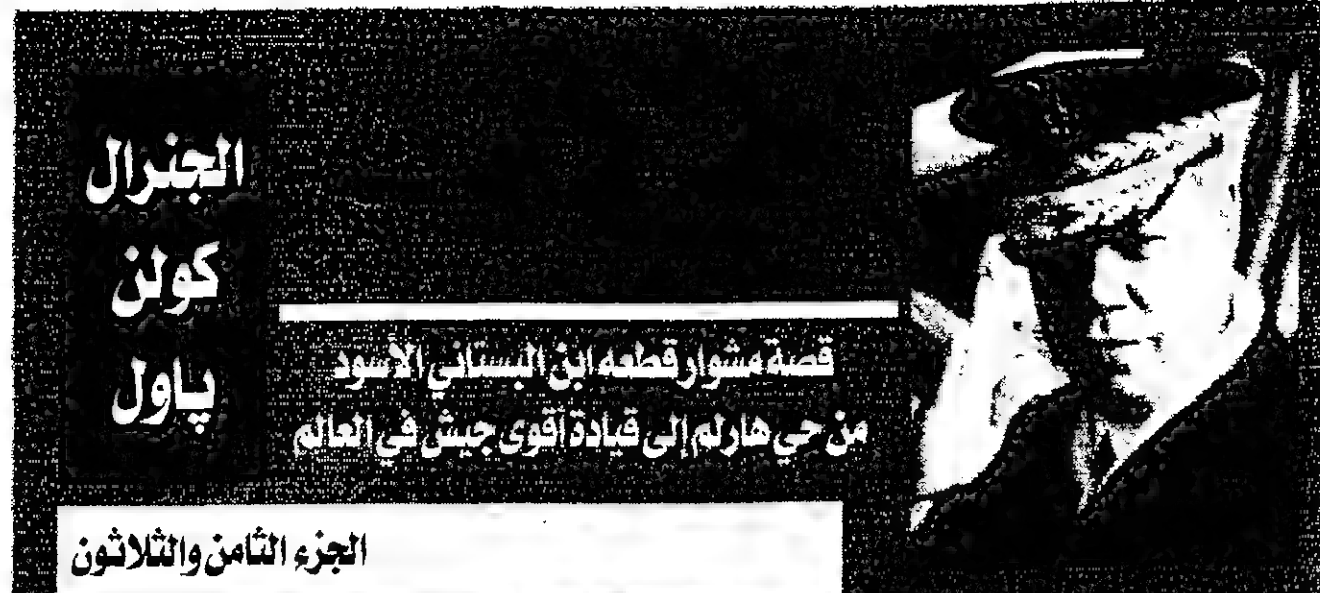 الجنرال
كولن
پاول
قصة مشوار قطعه ابن البستاني الأسود
من حي هارلم إلى قيادة أقوى جيش في العالم
الجزء الثامن والثلاثون